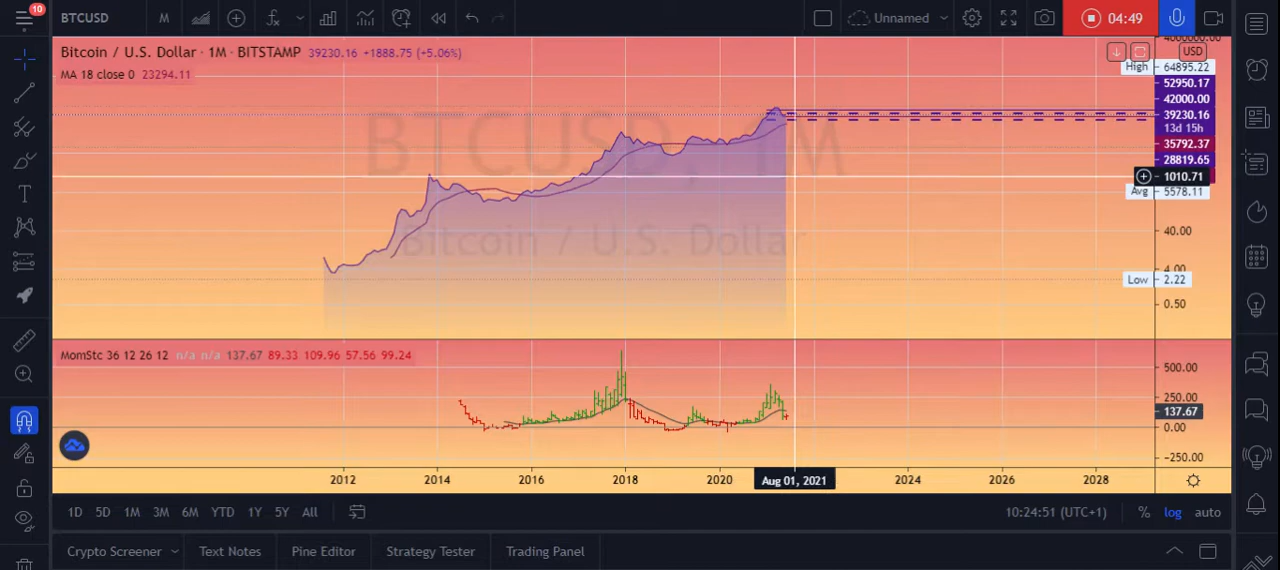 10
BTCUSD
M
Unnamed
04:49
Bitcoin / U.S. Dollar · 1M · BITSTAMP 39230.16 +1888.75 (+5.06%)
MA 18 close 0 23294.11
BTCUSD, 1M
Bitcoin / U.S. Dollar
USD
High 64895.22
52950.17
42000.00
39230.16
13d 15h
35792.37
28819.65
1010.71
Avg 5578.11
40.00
4.00
Low 2.22
0.50
MomStc 36 12 26 12 n/a n/a 137.67 89.33 109.96 57.56 99.24
500.00
250.00
137.67
0.00
−250.00
2012 2014 2016 2018 2020 Aug 01, 2021 2024 2026 2028
1D 5D 1M 3M 6M YTD 1Y 5Y All 10:24:51 (UTC+1) % log auto
Crypto Screener Text Notes Pine Editor Strategy Tester Trading Panel